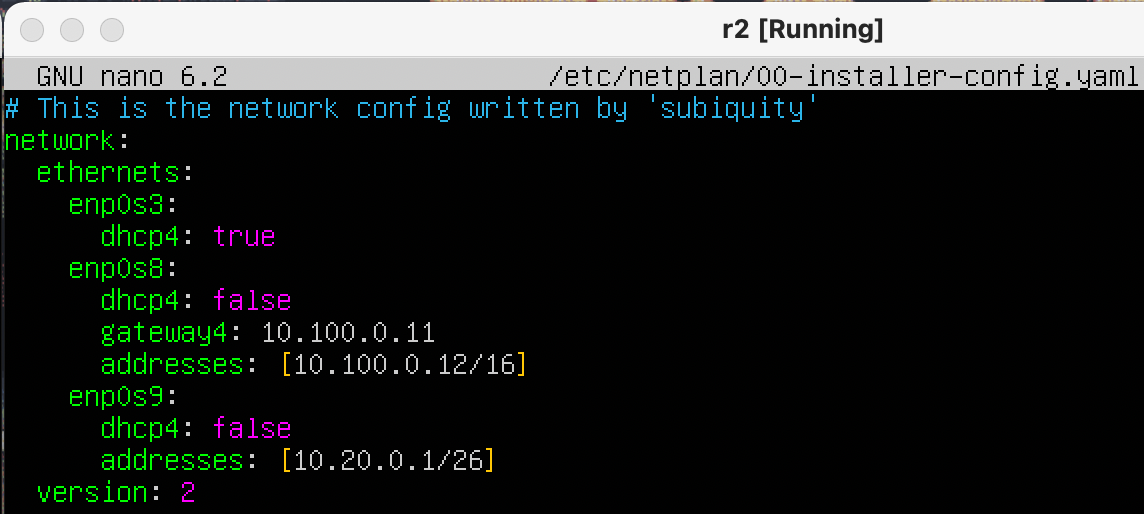 r2 [Running]
GNU nano 6.2 /etc/netplan/00-installer-config.yaml
# This is the network config written by 'subiquity'
network:
  ethernets:
    enp0s3:
      dhcp4: true
    enp0s8:
      dhcp4: false
      gateway4: 10.100.0.11
      addresses: [10.100.0.12/16]
    enp0s9:
      dhcp4: false
      addresses: [10.20.0.1/26]
  version: 2